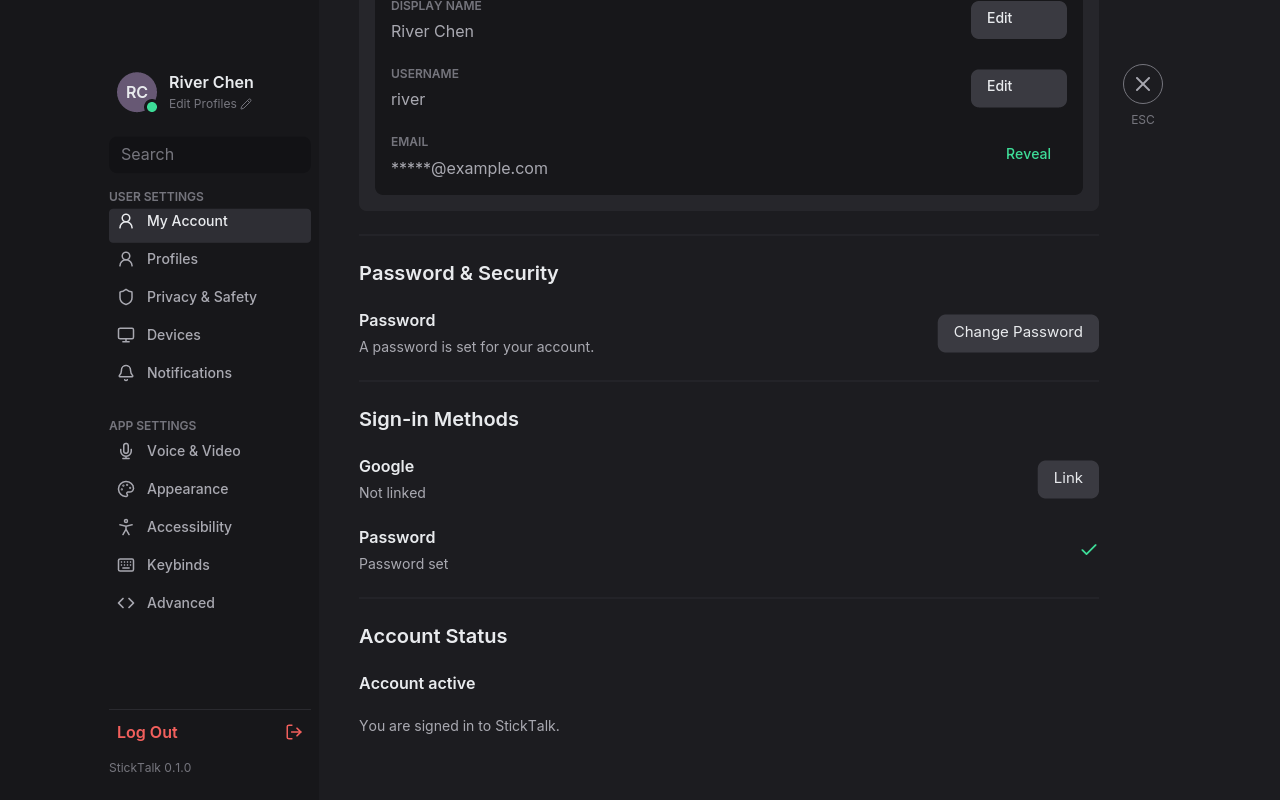 RC
River Chen
Edit Profiles
Search
USER SETTINGS
My Account
Profiles
Privacy & Safety
Devices
Notifications
APP SETTINGS
Voice & Video
Appearance
Accessibility
Keybinds
Advanced
Log Out
StickTalk 0.1.0
DISPLAY NAME
River Chen
Edit
USERNAME
river
Edit
EMAIL
*****@example.com
Reveal
Password & Security
Password
A password is set for your account.
Change Password
Sign-in Methods
Google
Not linked
Link
Password
Password set
Account Status
Account active
You are signed in to StickTalk.
ESC